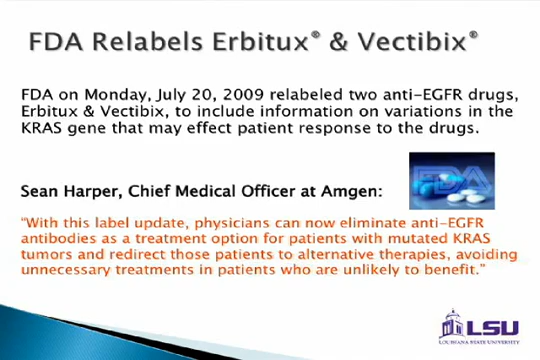 FDA Relabels Erbitux® & Vectibix®
FDA on Monday, July 20, 2009 relabeled two anti-EGFR drugs,
Erbitux & Vectibix, to include information on variations in the
KRAS gene that may effect patient response to the drugs.
FDA
Sean Harper, Chief Medical Officer at Amgen:
“With this label update, physicians can now eliminate anti-EGFR
antibodies as a treatment option for patients with mutated KRAS
tumors and redirect those patients to alternative therapies, avoiding
unnecessary treatments in patients who are unlikely to benefit.”
LSU
LOUISIANA STATE UNIVERSITY